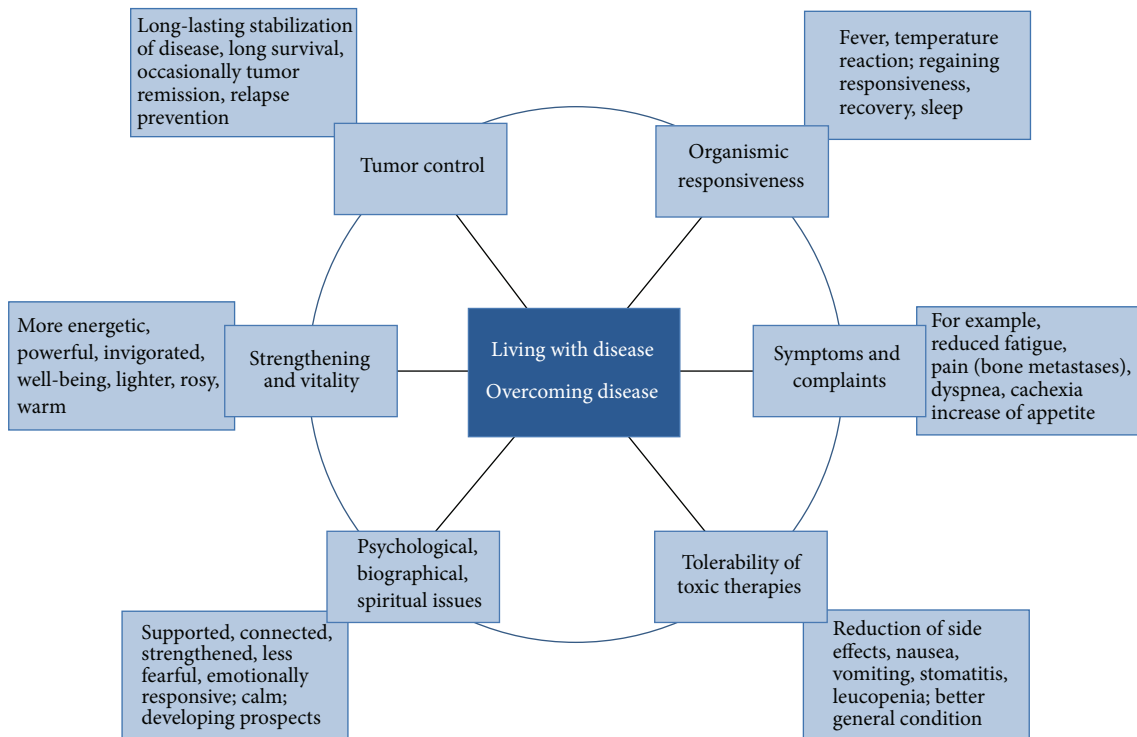 Long-lasting stabilization
of disease, long survival,
occasionally tumor
remission, relapse
prevention
Tumor control
Fever, temperature
reaction; regaining
responsiveness,
recovery, sleep
Organismic
responsiveness
More energetic,
powerful, invigorated,
well-being, lighter, rosy,
warm
Strengthening
and vitality
Living with disease
Overcoming disease
Symptoms and
complaints
For example,
reduced fatigue,
pain (bone metastases),
dyspnea, cachexia
increase of appetite
Psychological,
biographical,
spiritual issues
Supported, connected,
strengthened, less
fearful, emotionally
responsive; calm;
developing prospects
Tolerability of
toxic therapies
Reduction of side
effects, nausea,
vomiting, stomatitis,
leucopenia; better
general condition